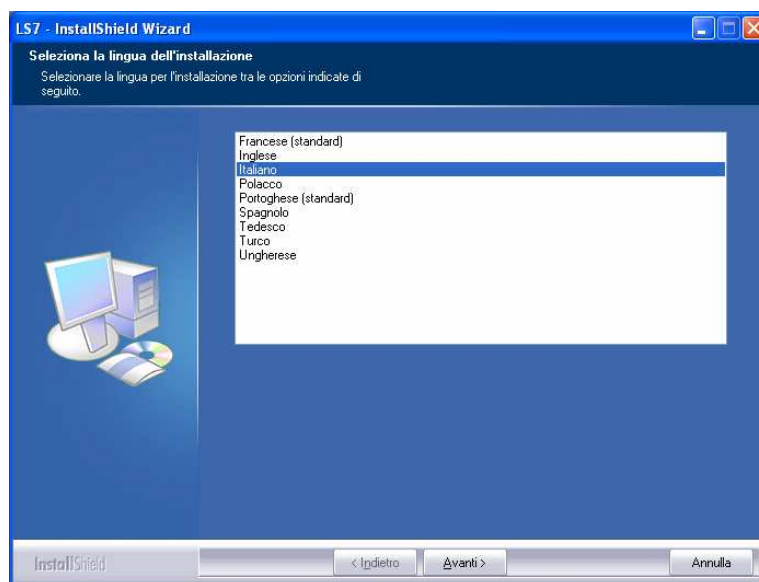 LS7 - InstallShield Wizard
Seleziona la lingua dell'installazione
Selezionare la lingua per l'installazione tra le opzioni indicate di
seguito.
Francese (standard)
Inglese
Italiano
Polacco
Portoghese (standard)
Spagnolo
Tedesco
Turco
Ungherese
InstallShield
< Indietro
Avanti >
Annulla